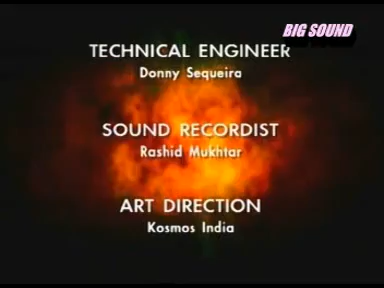 BIG SOUND
TECHNICAL ENGINEER
Donny Sequeira
SOUND RECORDIST
Rashid Mukhtar
ART DIRECTION
Kosmos India